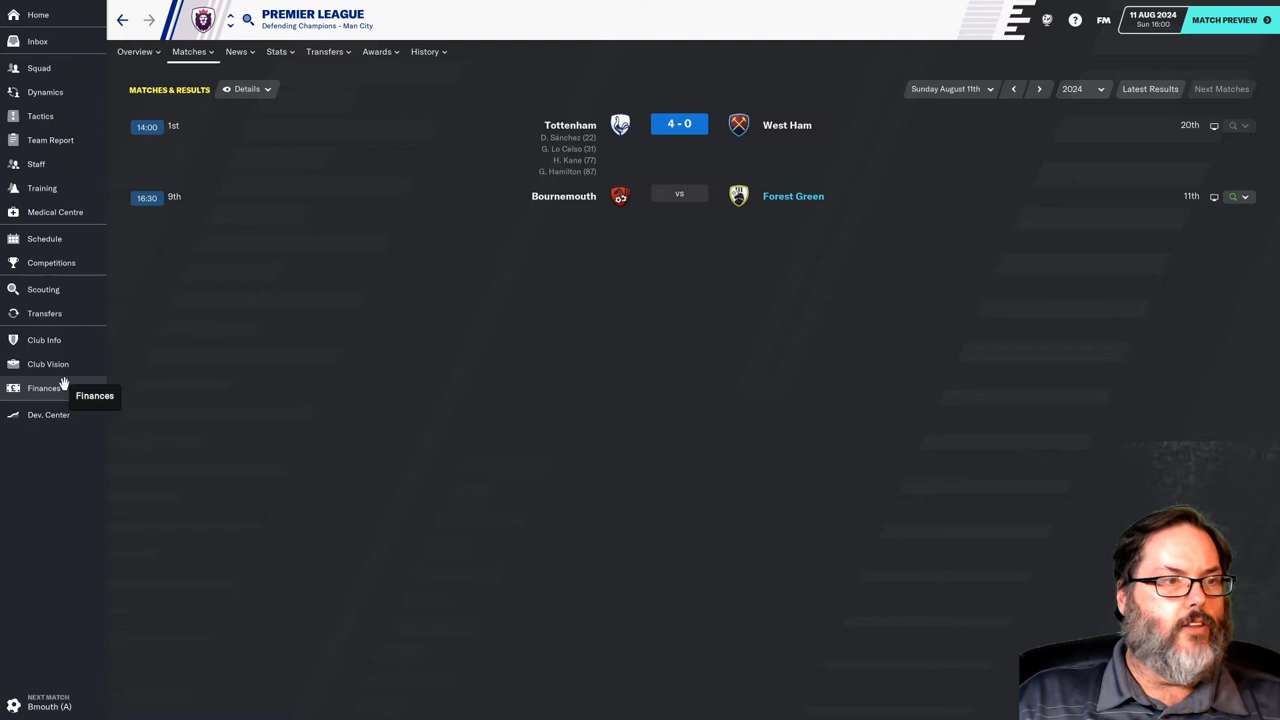 Home
Inbox
Squad
Dynamics
Tactics
Team Report
Staff
Training
Medical Centre
Schedule
Competitions
Scouting
Transfers
Club Info
Club Vision
Finances
Finances
Dev. Center
NEXT MATCH
Bmouth (A)
PREMIER LEAGUE
Defending Champions - Man City
FM
11 AUG 2024
Sun 16:00
MATCH PREVIEW
Overview Matches News Stats Transfers Awards History
MATCHES & RESULTS Details
Sunday August 11th 2024 Latest Results Next Matches
14:00 1st Tottenham 4 - 0 West Ham 20th
D. Sánchez (22)
G. Lo Celso (31)
H. Kane (77)
G. Hamilton (87)
16:30 9th Bournemouth vs Forest Green 11th